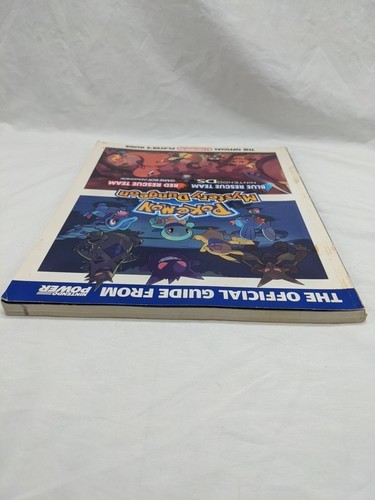 THE OFFICIAL Nintendo PLAYER'S GUIDE
BLUE RESCUE TEAM
NINTENDO DS
RED RESCUE TEAM
GAME BOY ADVANCE
POKéMON
Mystery Dungeon
THE OFFICIAL GUIDE FROM
NINTENDO
POWER